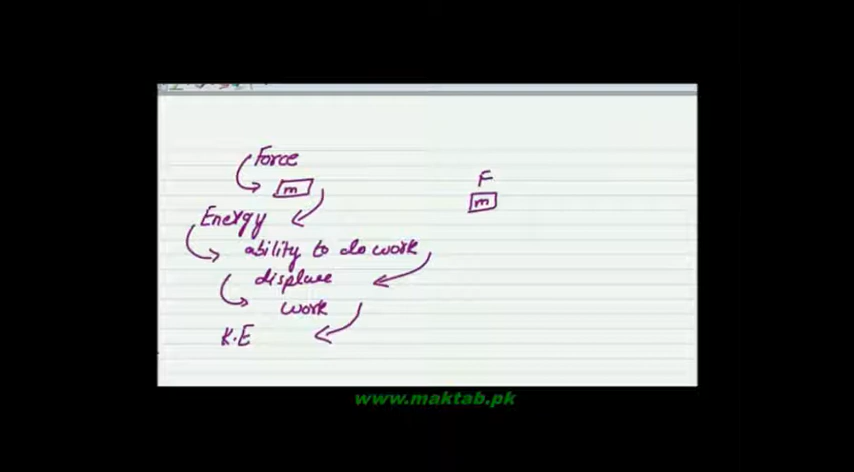 Force
m
Energy
ability to do work
displace
work
K.E
F
m
www.maktab.pk